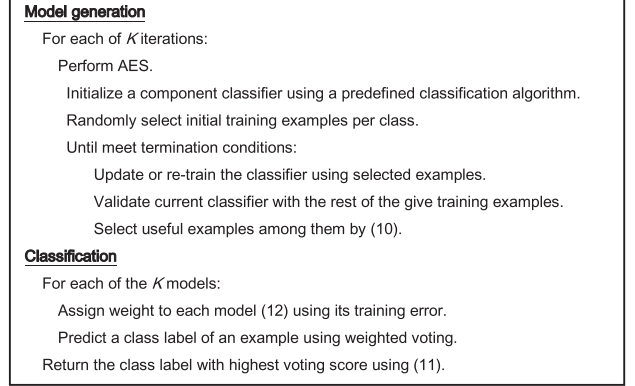 Model generation
For each of K iterations:
Perform AES.
Initialize a component classifier using a predefined classification algorithm.
Randomly select initial training examples per class.
Until meet termination conditions:
Update or re-train the classifier using selected examples.
Validate current classifier with the rest of the give training examples.
Select useful examples among them by (10).
Classification
For each of the K models:
Assign weight to each model (12) using its training error.
Predict a class label of an example using weighted voting.
Return the class label with highest voting score using (11).